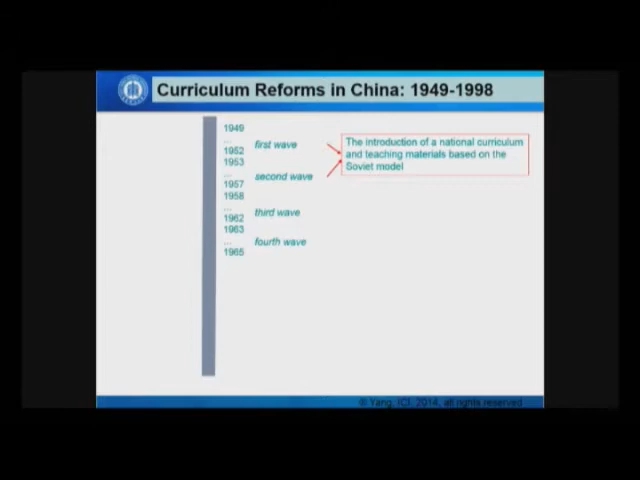 Curriculum Reforms in China: 1949-1998
1949
...
first wave
1952
1953
...
second wave
1957
1958
...
third wave
1962
1963
...
fourth wave
1965
The introduction of a national curriculum
and teaching materials based on the
Soviet model
© Yang, ICI, 2014, all rights reserved